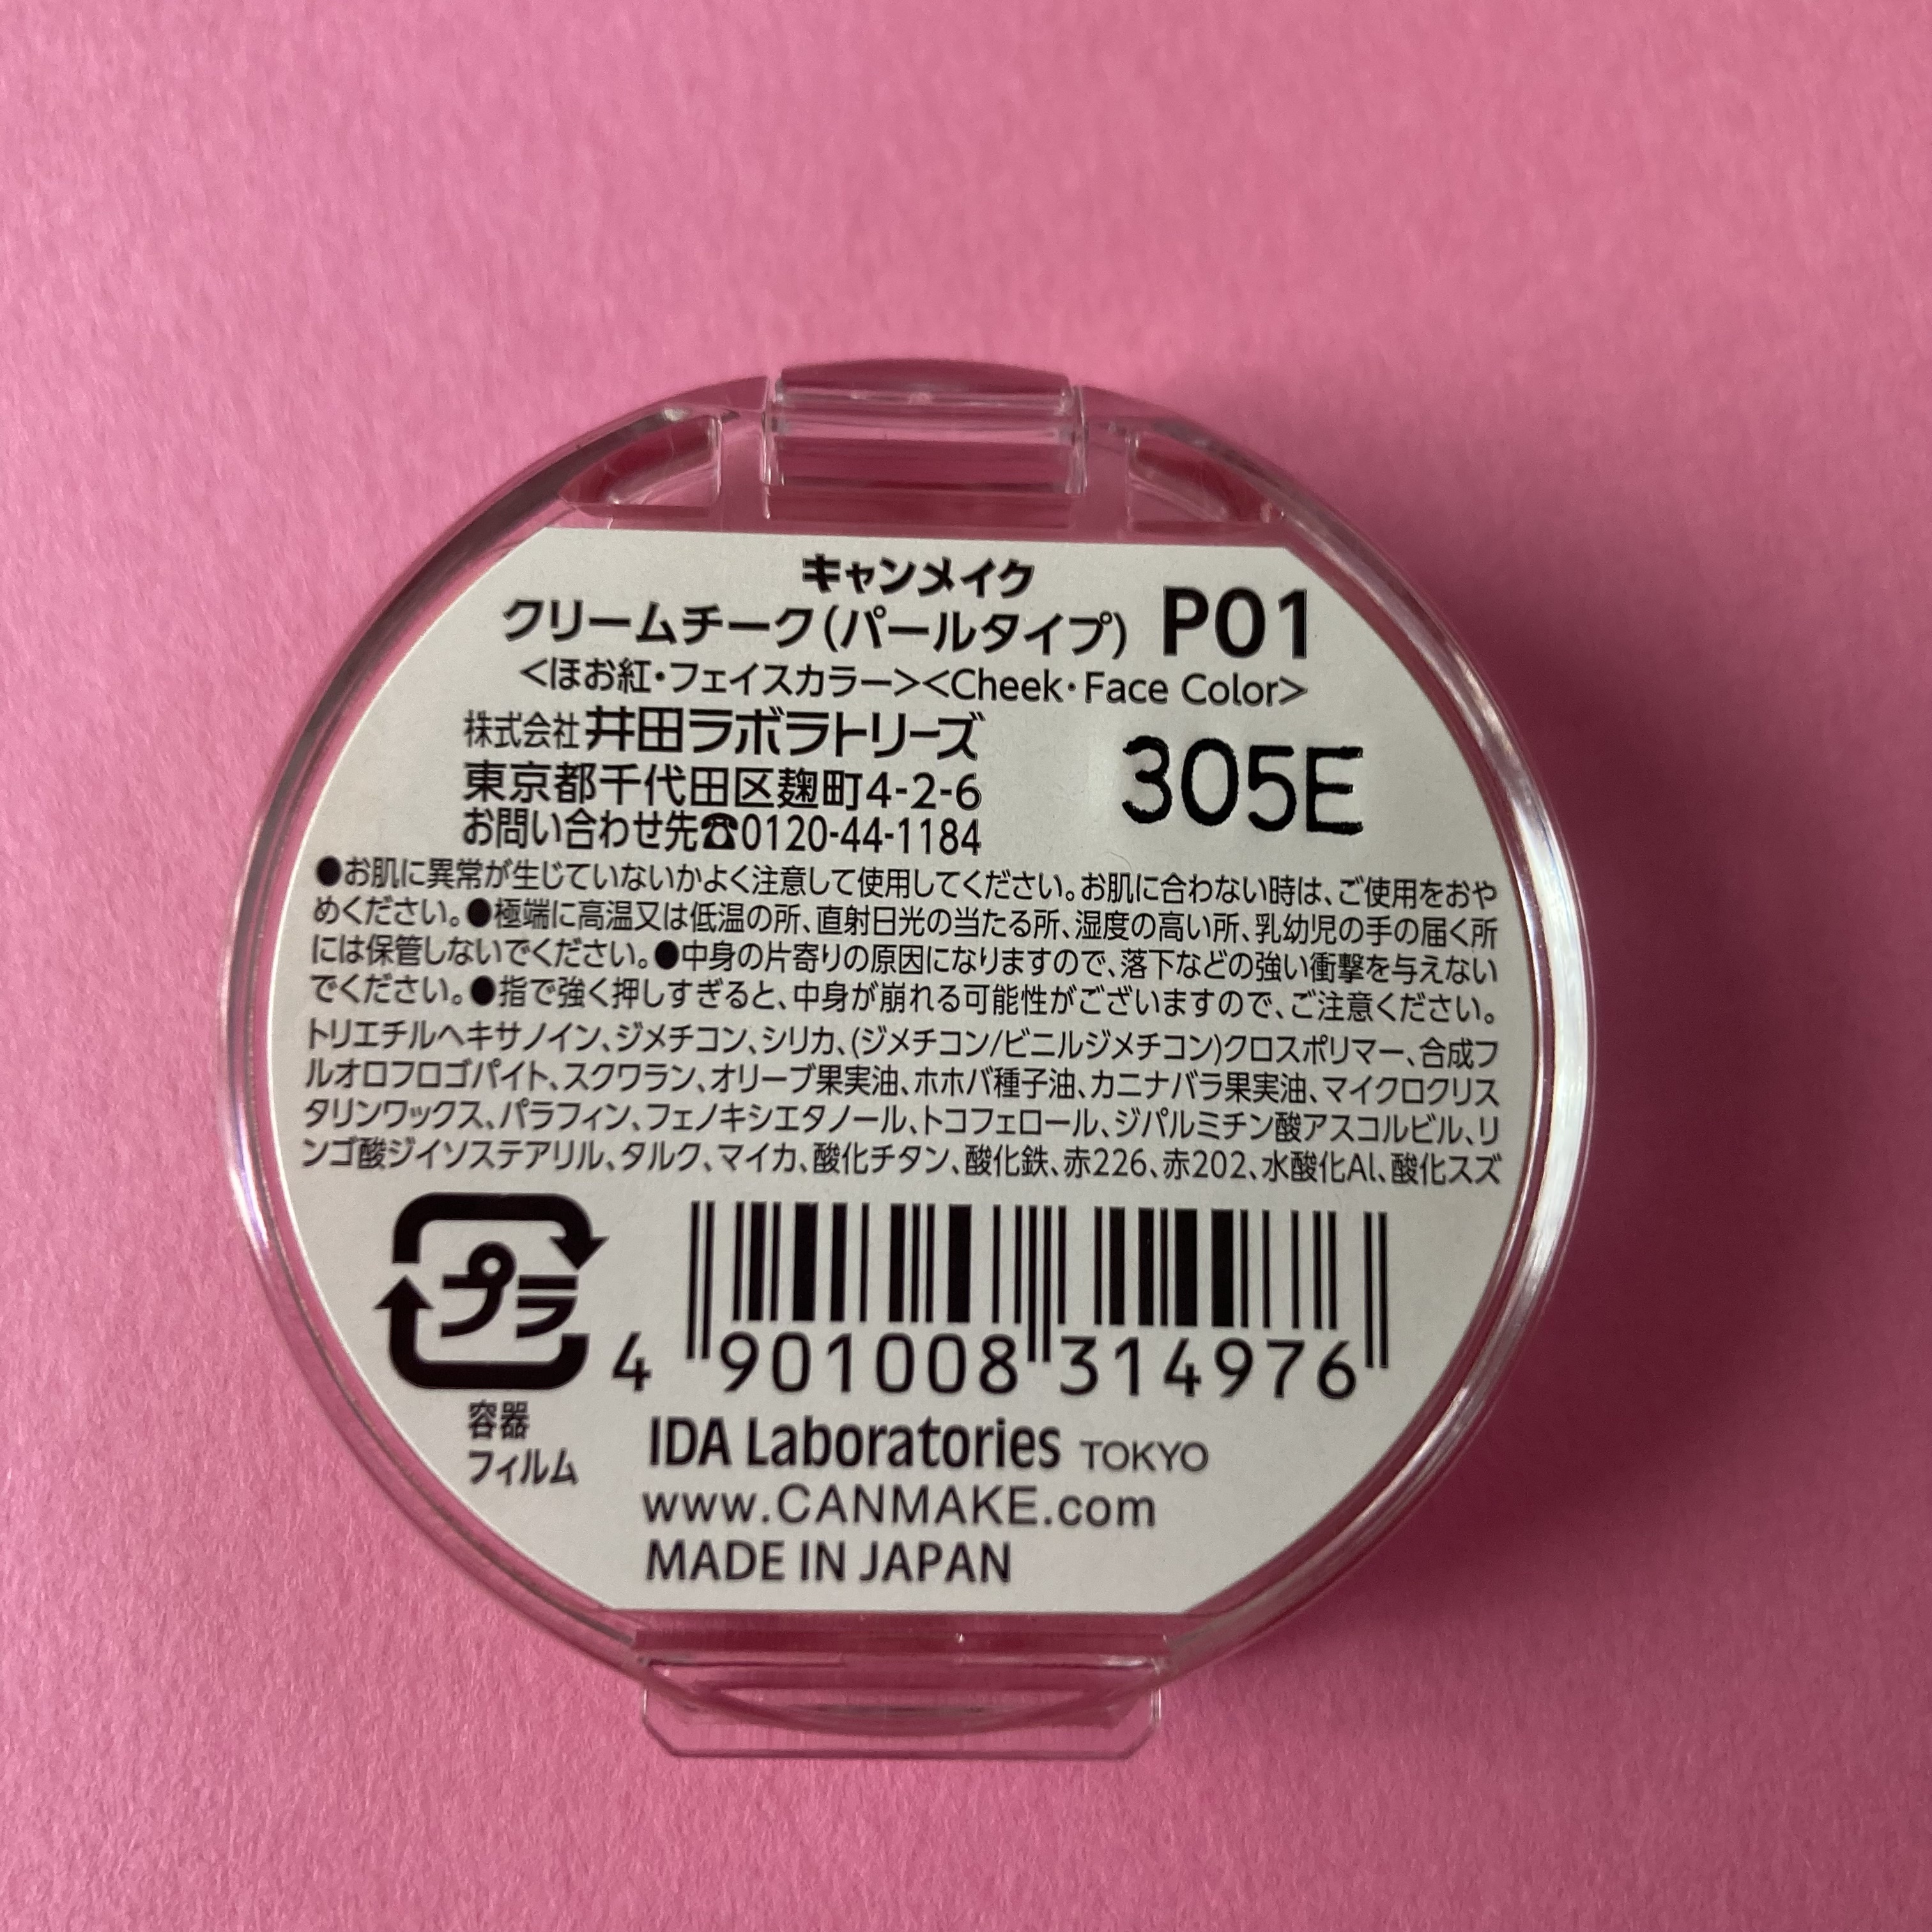 キャンメイク
クリームチーク(パールタイプ) P01
<ほお紅・フェイスカラー><Cheek・Face Color>
株式会社 井田ラボラトリーズ
東京都千代田区麹町4-2-6
お問い合わせ先☎0120-44-1184
305E
●お肌に異常が生じていないかよく注意して使用してください。お肌に合わない時は、ご使用をおや
めください。●極端に高温又は低温の所、直射日光の当たる所、湿度の高い所、乳幼児の手の届く所
には保管しないでください。●中身の片寄りの原因になりますので、落下などの強い衝撃を与えない
でください。●指で強く押しすぎると、中身が崩れる可能性がございますので、ご注意ください。
トリエチルヘキサノイン、ジメチコン、シリカ、(ジメチコン/ビニルジメチコン)クロスポリマー、合成フ
ルオロフロゴパイト、スクワラン、オリーブ果実油、ホホバ種子油、カニナバラ果実油、マイクロクリス
タリンワックス、パラフィン、フェノキシエタノール、トコフェロール、ジパルミチン酸アスコルビル、リ
ンゴ酸ジイソステアリル、タルク、マイカ、酸化チタン、酸化鉄、赤226、赤202、水酸化Al、酸化スズ
プラ
容器
フィルム
4 901008 314976
IDA Laboratories TOKYO
www.CANMAKE.com
MADE IN JAPAN